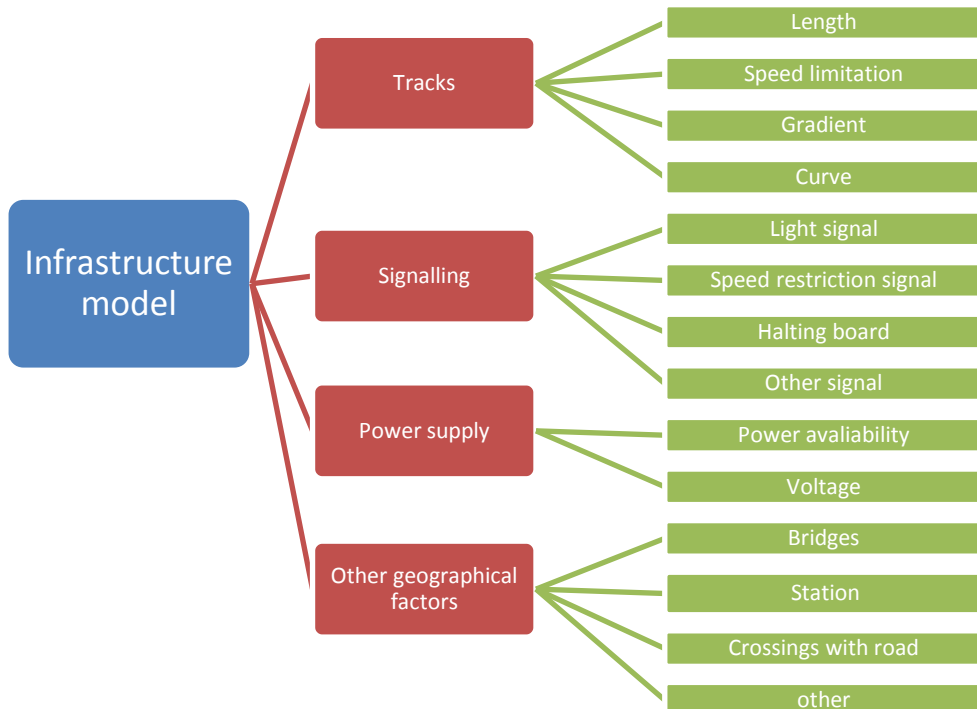 Infrastructure
model
Tracks
Length
Speed limitation
Gradient
Curve
Signalling
Light signal
Speed restriction signal
Halting board
Other signal
Power supply
Power avaliability
Voltage
Other geographical
factors
Bridges
Station
Crossings with road
other